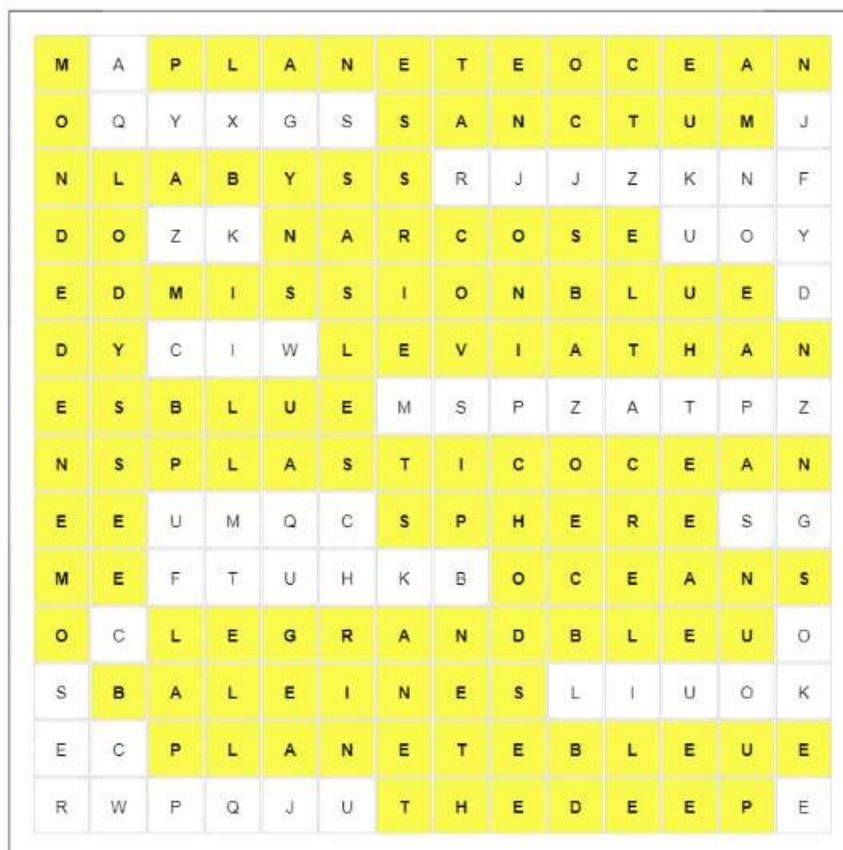 M A P L A N E T E O C E A N
O Q Y X G S S A N C T U M J
N L A B Y S S R J J Z K N F
D O Z K N A R C O S E U O Y
E D M I S S I O N B L U E D
D Y C I W L E V I A T H A N
E S B L U E M S P Z A T P Z
N S P L A S T I C O C E A N
E E U M Q C S P H E R E S G
M E F T U H K B O C E A N S
O C L E G R A N D B L E U O
S B A L E I N E S L I U O K
E C P L A N E T E B L E U E
R W P Q J U T H E D E E P E